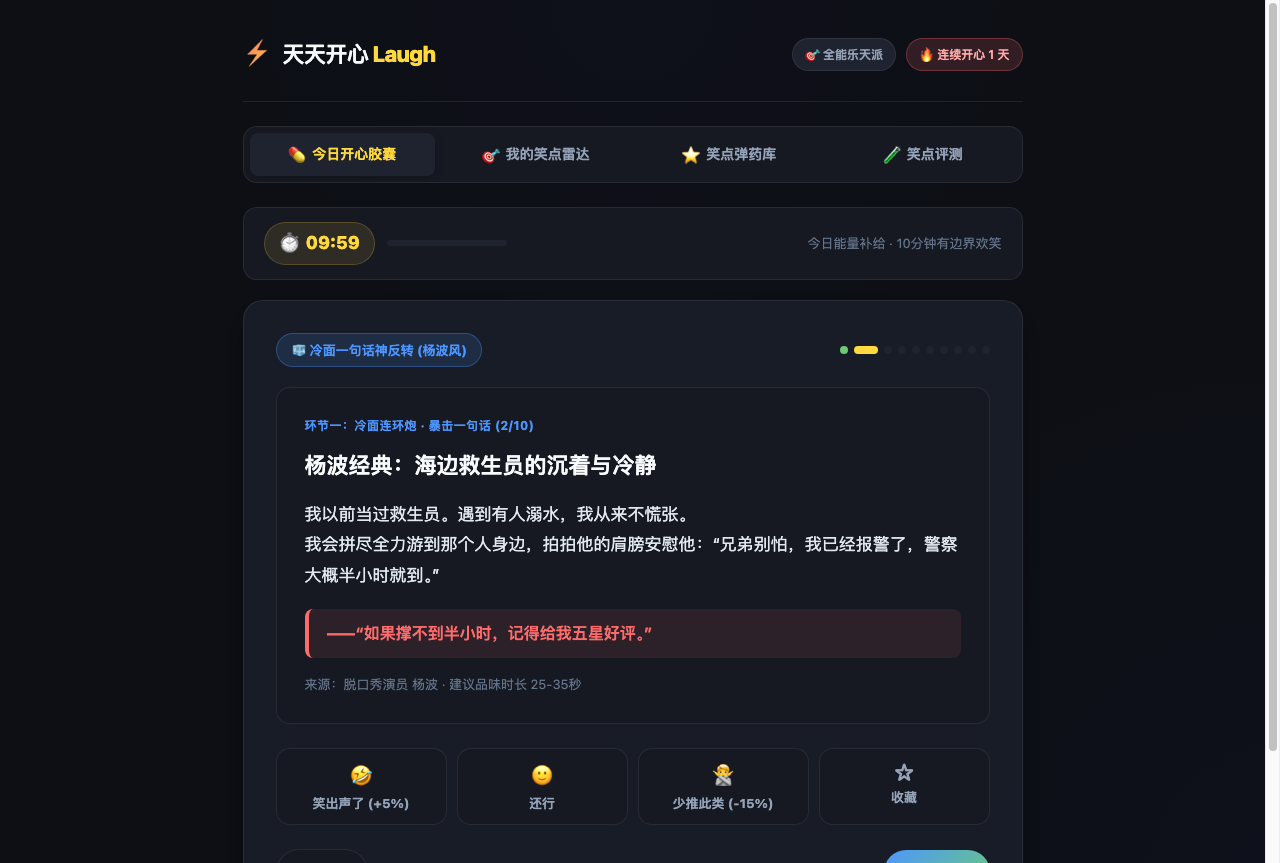 天天开心 Laugh
全能乐天派
连续开心 1 天
今日开心胶囊
我的笑点雷达
笑点弹药库
笑点评测
09:59
今日能量补给 · 10分钟有边界欢笑
冷面一句话神反转 (杨波风)
环节一：冷面连环炮 · 暴击一句话 (2/10)
杨波经典：海边救生员的沉着与冷静
我以前当过救生员。遇到有人溺水，我从来不慌张。
我会拼尽全力游到那个人身边，拍拍他的肩膀安慰他：“兄弟别怕，我已经报警了，警察
大概半小时就到。”
——“如果撑不到半小时，记得给我五星好评。”
来源：脱口秀演员 杨波 · 建议品味时长 25-35秒
笑出声了 (+5%)
还行
少推此类 (-15%)
收藏